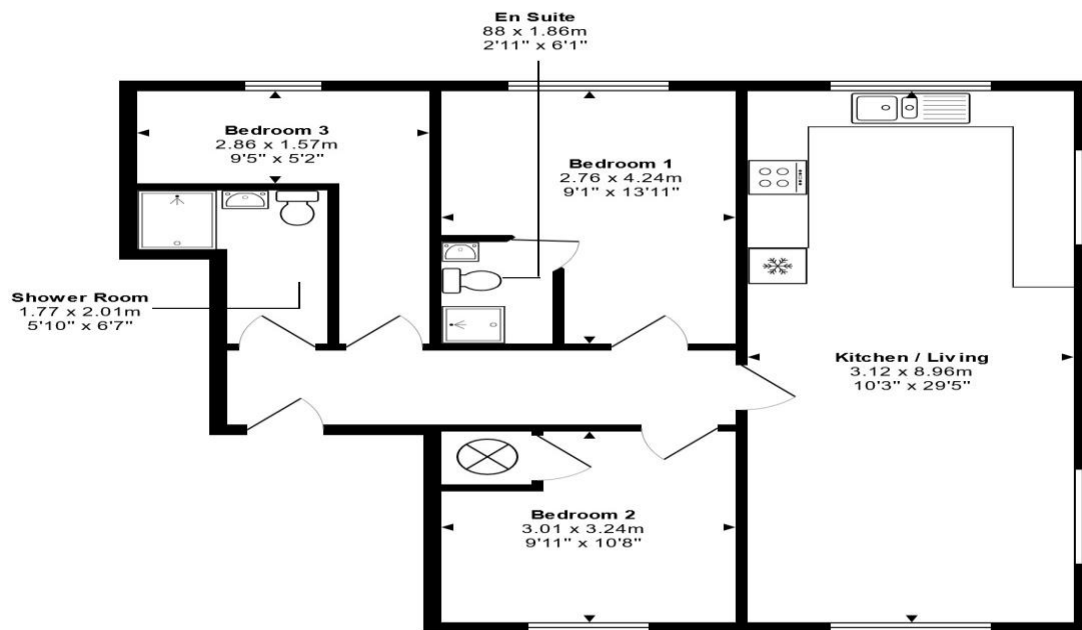 En Suite
88 x 1.86m
2'11" x 6'1"
Bedroom 3
2.86 x 1.57m
9'5" x 5'2"
Bedroom 1
2.76 x 4.24m
9'1" x 13'11"
Shower Room
1.77 x 2.01m
5'10" x 6'7"
Kitchen / Living
3.12 x 8.96m
10'3" x 29'5"
Bedroom 2
3.01 x 3.24m
9'11" x 10'8"